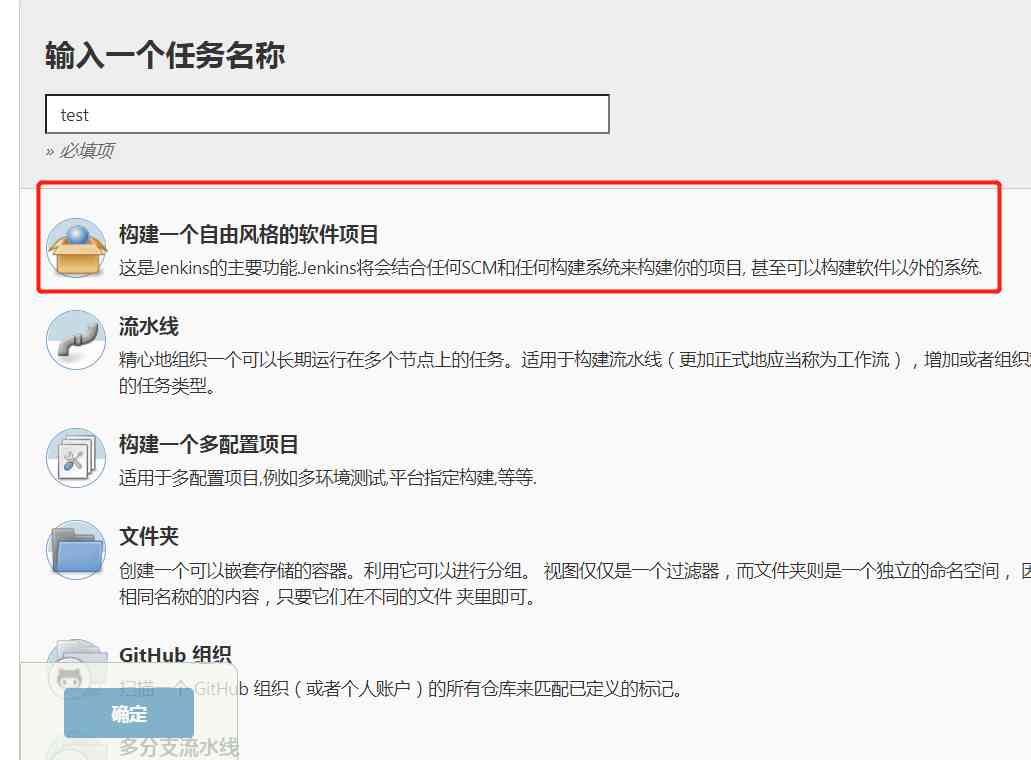 输入一个任务名称
test
» 必填项
构建一个自由风格的软件项目
这是Jenkins的主要功能.Jenkins将会结合任何SCM和任何构建系统来构建你的项目, 甚至可以构建软件以外的系统.
流水线
精心地组织一个可以长期运行在多个节点上的任务。适用于构建流水线（更加正式地应当称为工作流），增加或者组织
的任务类型。
构建一个多配置项目
适用于多配置项目,例如多环境测试,平台指定构建,等等.
文件夹
创建一个可以嵌套存储的容器。利用它可以进行分组。 视图仅仅是一个过滤器，而文件夹则是一个独立的命名空间， 因
相同名称的的内容，只要它们在不同的文件 夹里即可。
GitHub 组织
扫描一个 GitHub 组织（或者个人账户）的所有仓库来匹配已定义的标记。
确定
多分支流水线